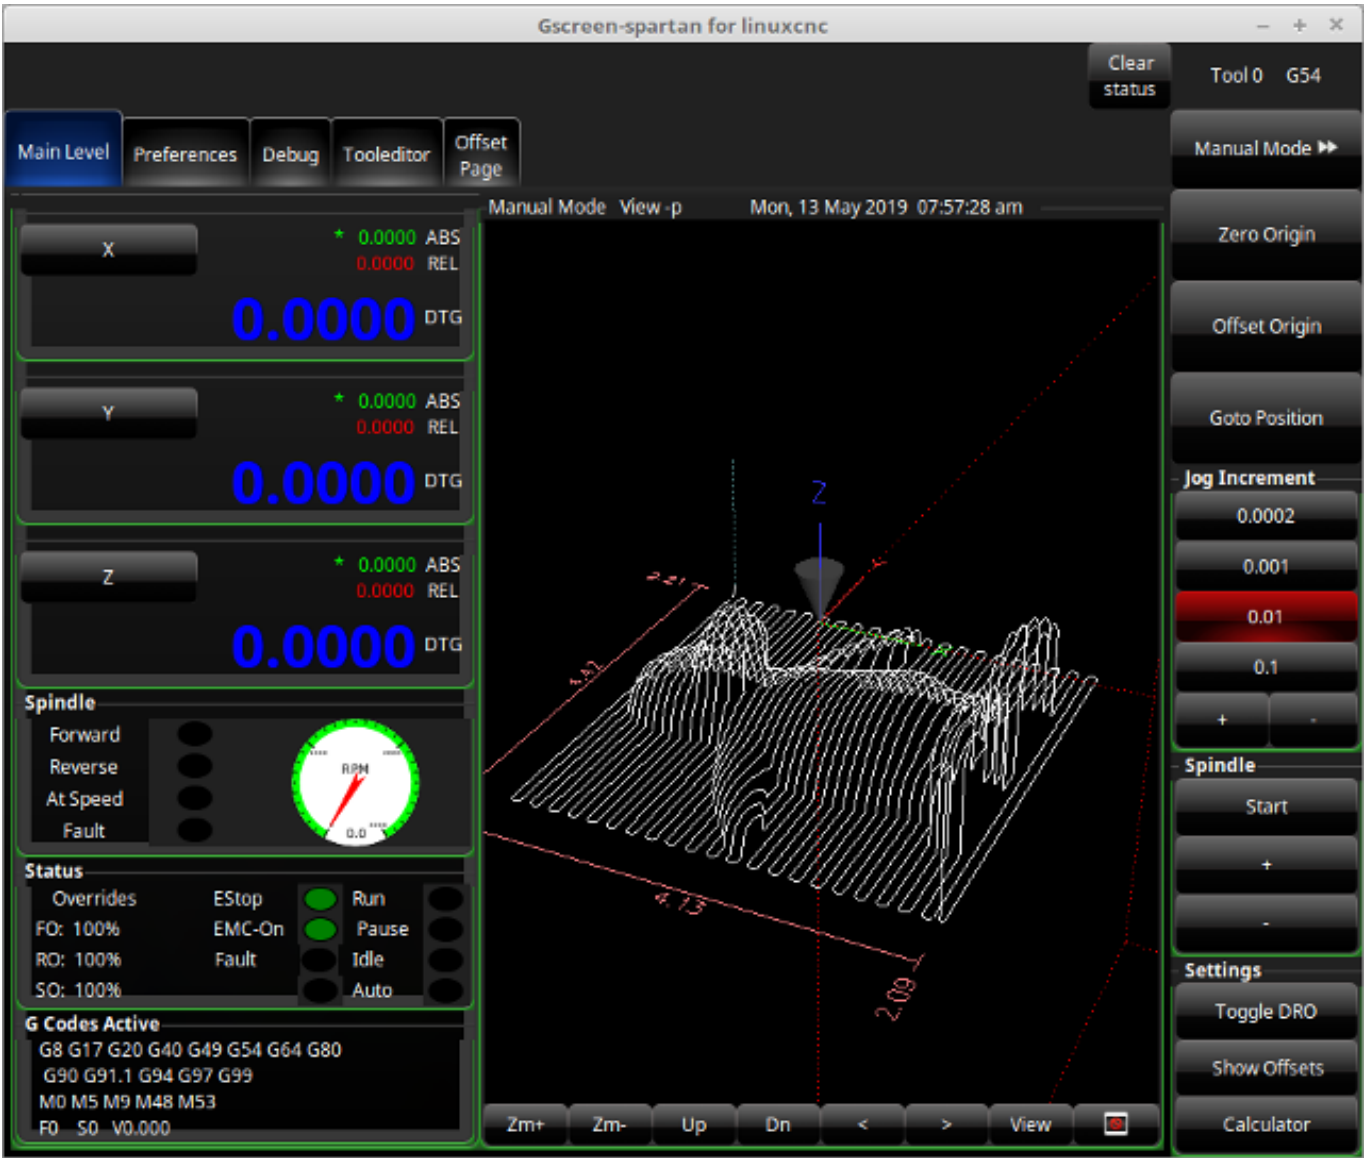 Gscreen-spartan for linuxcnc
Clear status
Tool 0 G54
Main Level
Preferences
Debug
Tooleditor
Offset Page
Manual Mode
Manual Mode View -p Mon, 13 May 2019 07:57:28 am
X
* 0.0000 ABS
0.0000 REL
0.0000 DTG
Y
* 0.0000 ABS
0.0000 REL
0.0000 DTG
Z
* 0.0000 ABS
0.0000 REL
0.0000 DTG
Spindle
Forward
Reverse
At Speed
Fault
RPM
0.0
Status
Overrides EStop Run
FO: 100% EMC-On Pause
RO: 100% Fault Idle
SO: 100% Auto
G Codes Active
G8 G17 G20 G40 G49 G54 G64 G80
G90 G91.1 G94 G97 G99
M0 M5 M9 M48 M53
F0 S0 V0.000
Z
4.42
4.13
2.09
Zm+ Zm- Up Dn < > View
Zero Origin
Offset Origin
Goto Position
Jog Increment
0.0002
0.001
0.01
0.1
+ -
Spindle
Start
+
-
Settings
Toggle DRO
Show Offsets
Calculator